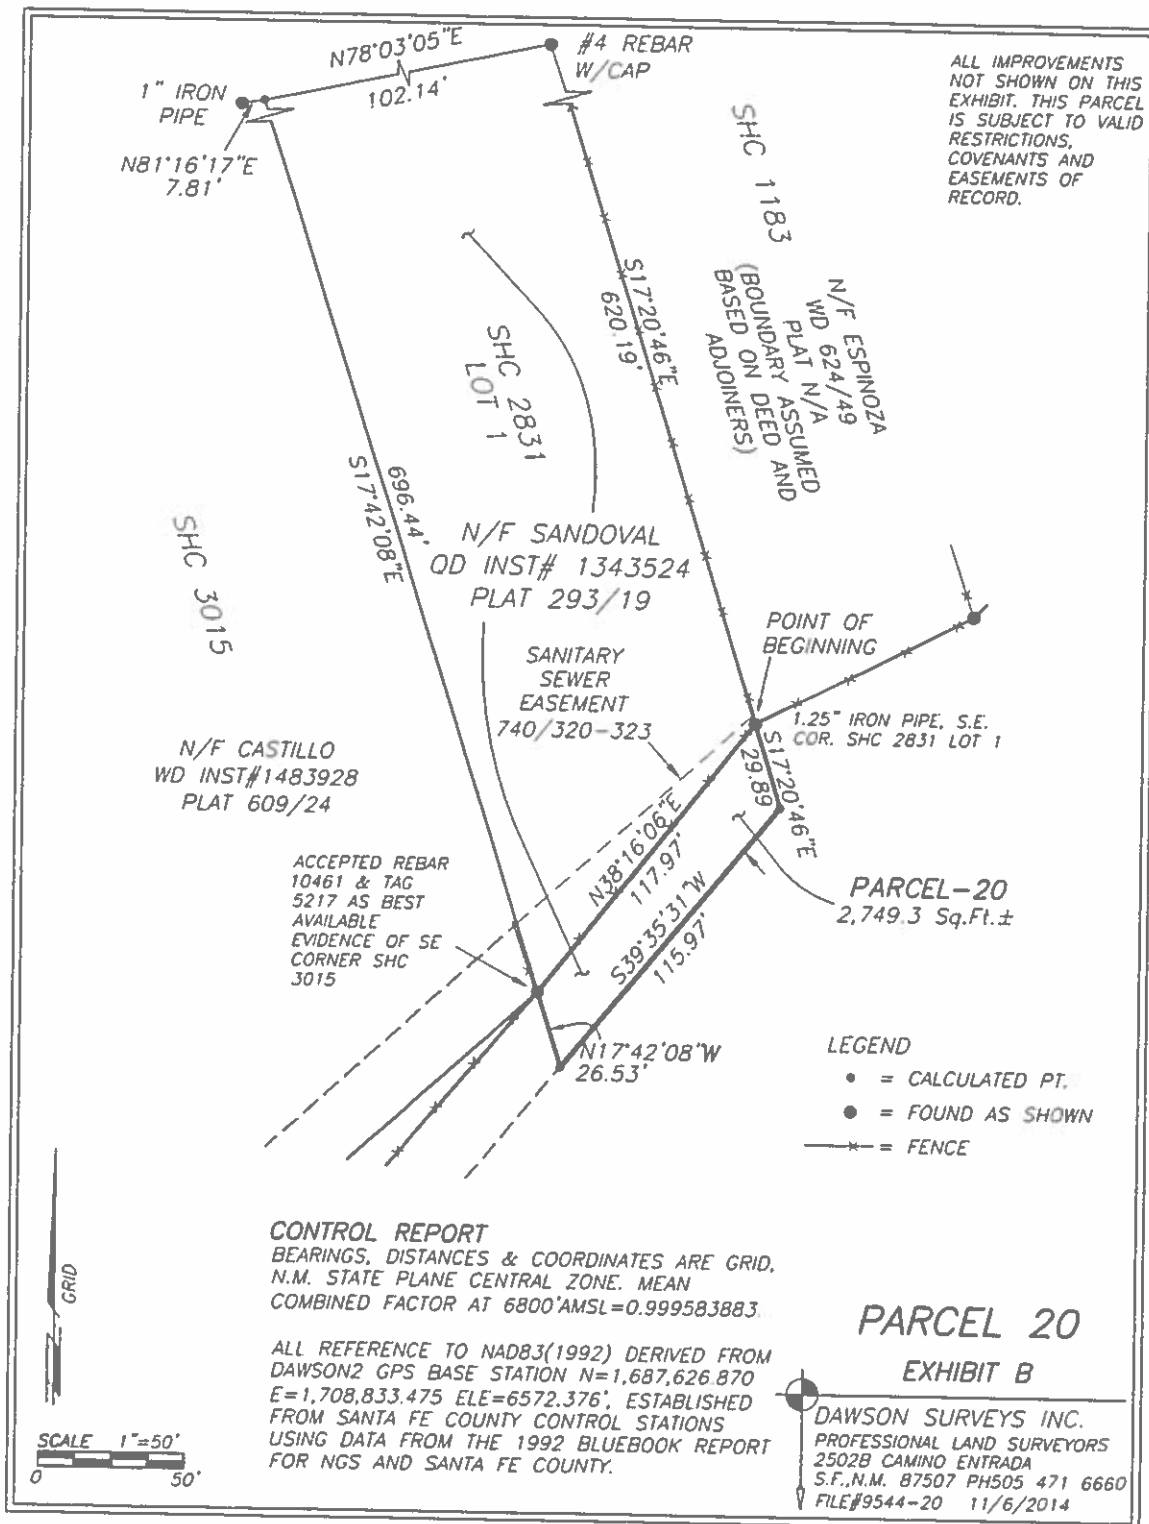 N78°03'05"E
102.14'
#4 REBAR
W/CAP
1" IRON
PIPE
N81°16'17"E
7.81'
ALL IMPROVEMENTS
NOT SHOWN ON THIS
EXHIBIT. THIS PARCEL
IS SUBJECT TO VALID
RESTRICTIONS,
COVENANTS AND
EASEMENTS OF
RECORD.
SHC 1183
S17°20'46"E
620.19'
N/F ESPINOZA
WD 624/49
PLAT N/A
(BOUNDARY ASSUMED
BASED ON DEED AND
ADJOINERS)
SHC 2831
LOT 1
696.44'
S17°42'08"E
SHC 3015
N/F SANDOVAL
QD INST# 1343524
PLAT 293/19
SANITARY
SEWER
EASEMENT
740/320-323
POINT OF
BEGINNING
1.25" IRON PIPE, S.E.
COR. SHC 2831 LOT 1
N/F CASTILLO
WD INST#1483928
PLAT 609/24
S17°20'46"E
29.89
N38°16'06"E
117.97'
S39°35'31"W
115.97'
ACCEPTED REBAR
10461 & TAG
5217 AS BEST
AVAILABLE
EVIDENCE OF SE
CORNER SHC
3015
PARCEL-20
2,749.3 Sq.Ft.±
N17°42'08"W
26.53'
LEGEND
= CALCULATED PT.
= FOUND AS SHOWN
= FENCE
GRID
CONTROL REPORT
BEARINGS, DISTANCES & COORDINATES ARE GRID,
N.M. STATE PLANE CENTRAL ZONE. MEAN
COMBINED FACTOR AT 6800'AMSL=0.999583883.
ALL REFERENCE TO NAD83(1992) DERIVED FROM
DAWSON2 GPS BASE STATION N=1,687,626.870
E=1,708,833.475 ELE=6572.376', ESTABLISHED
FROM SANTA FE COUNTY CONTROL STATIONS
USING DATA FROM THE 1992 BLUEBOOK REPORT
FOR NGS AND SANTA FE COUNTY.
SCALE 1"=50'
0 50'
PARCEL 20
EXHIBIT B
DAWSON SURVEYS INC.
PROFESSIONAL LAND SURVEYORS
2502B CAMINO ENTRADA
S.F.,N.M. 87507 PH505 471 6660
FILE#9544-20 11/6/2014